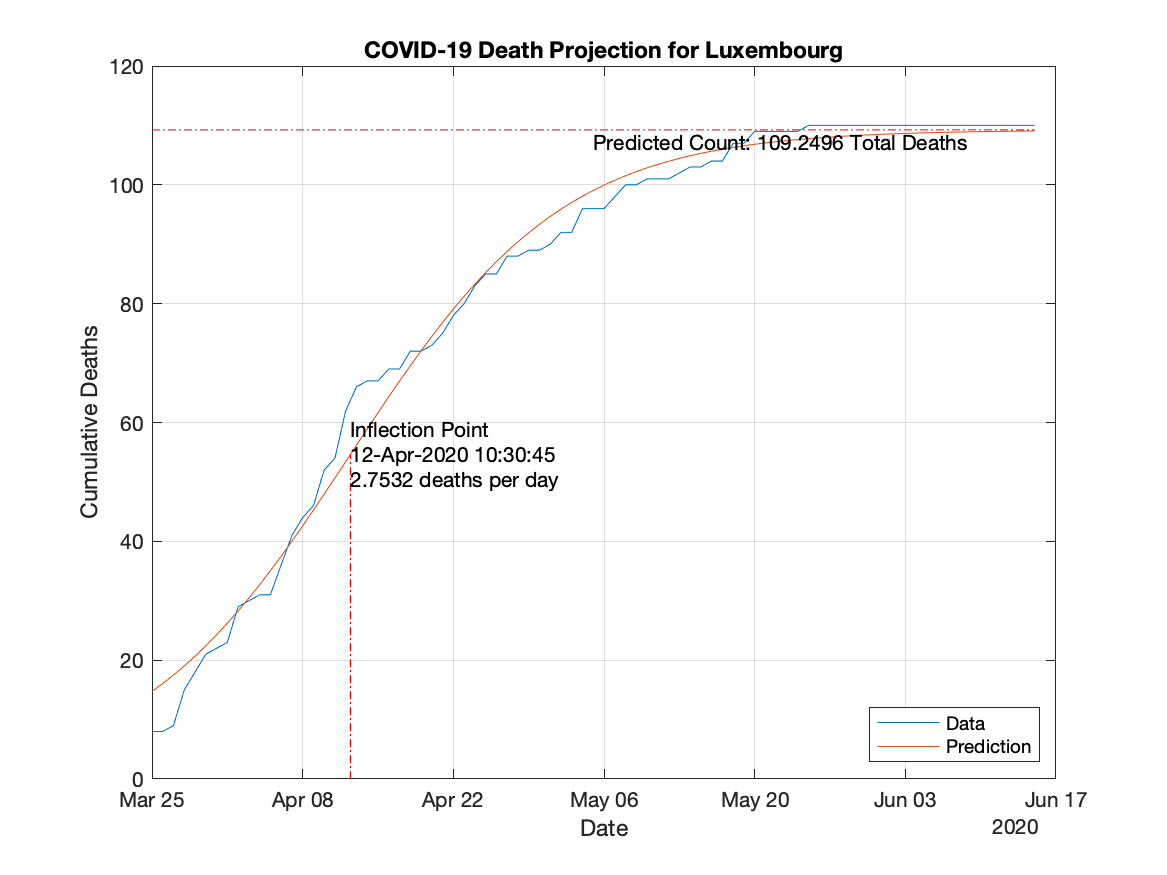 COVID-19 Death Projection for Luxembourg
120
100
80
60
40
20
0
Cumulative Deaths
Predicted Count: 109.2496 Total Deaths
Inflection Point
12-Apr-2020 10:30:45
2.7532 deaths per day
Data
Prediction
Mar 25 Apr 08 Apr 22 May 06 May 20 Jun 03 Jun 17
Date
2020